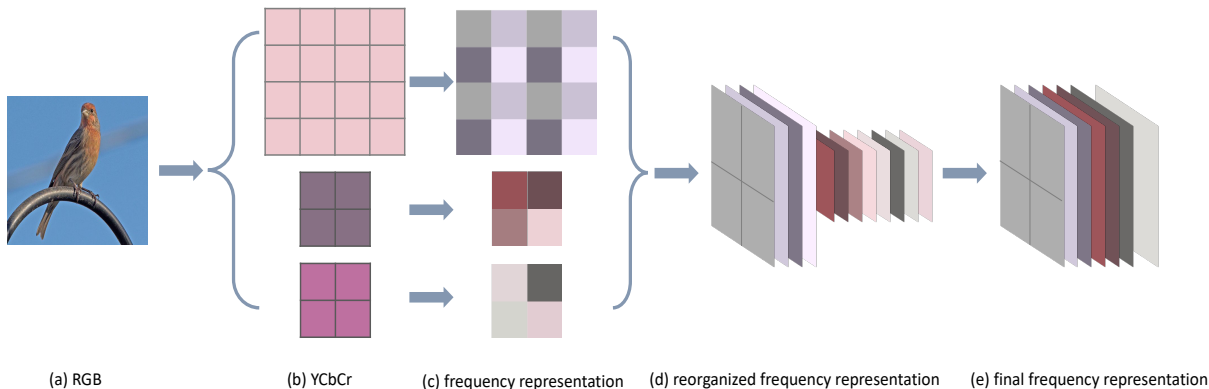 (a) RGB
(b) YCbCr
(c) frequency representation
(d) reorganized frequency representation
(e) final frequency representation